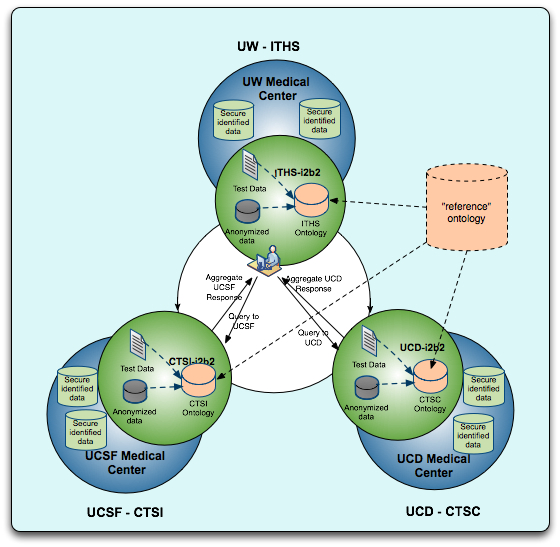 UW - ITHS
UW Medical
Center
Secure
identified
data
Secure
identified
data
ITHS-i2b2
Test Data
Anonymized
data
ITHS
Ontology
"reference"
ontology
Aggregate
UCSF
Response
Query to
UCSF
Aggregate UCD
Response
Query to
UCD
CTSI-i2b2
Test Data
Anonymized
data
CTSI
Ontology
Secure
identified
data
Secure
identified
data
UCSF Medical
Center
UCSF - CTSI
UCD-i2b2
Test Data
Anonymized
data
CTSC
Ontology
Secure
identified
data
Secure
identified
data
UCD Medical
Center
UCD - CTSC